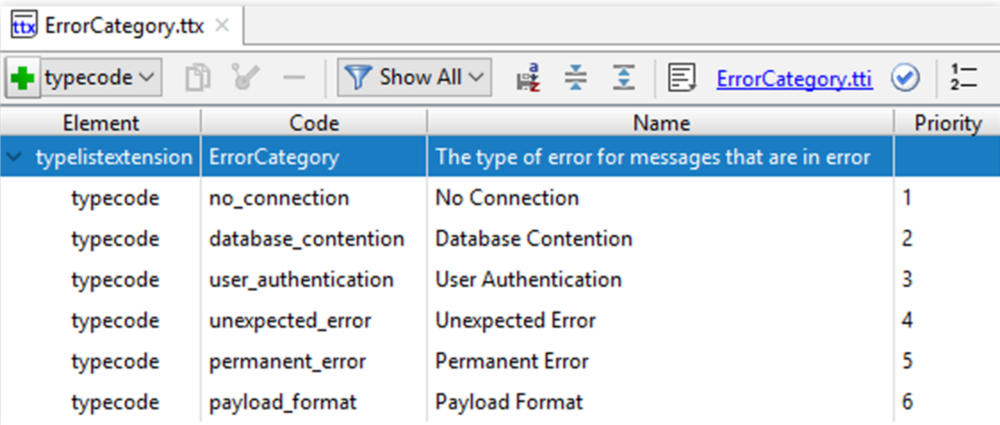 ttx ErrorCategory.ttx
typecode Show All a z ErrorCategory.tti 1 2
Element Code Name Priority
typelistextension ErrorCategory The type of error for messages that are in error
typecode no_connection No Connection 1
typecode database_contention Database Contention 2
typecode user_authentication User Authentication 3
typecode unexpected_error Unexpected Error 4
typecode permanent_error Permanent Error 5
typecode payload_format Payload Format 6